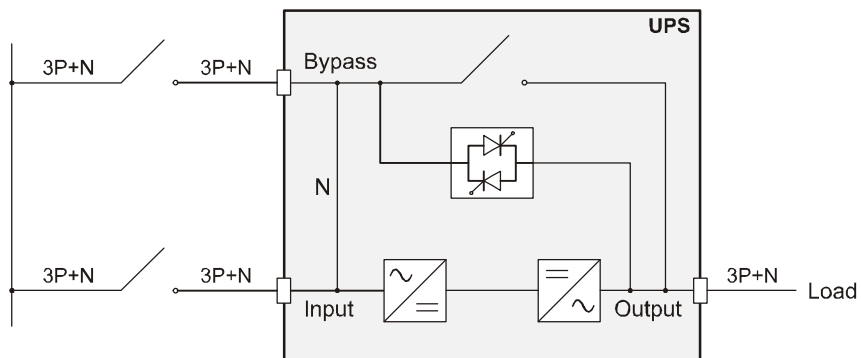 UPS
3P+N
3P+N
Bypass
N
3P+N
3P+N
Input
Output
3P+N
Load